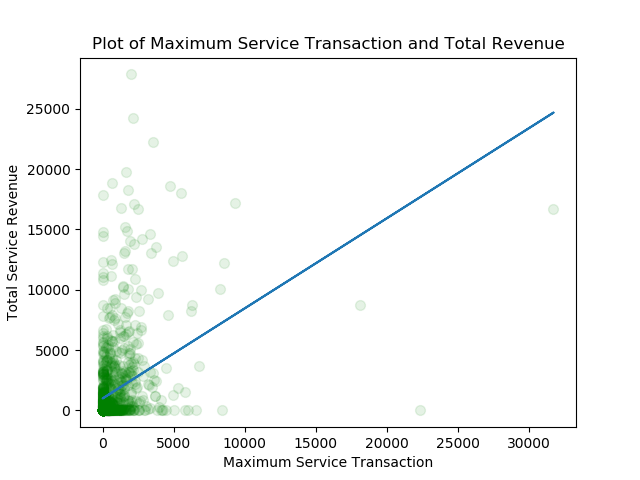 Plot of Maximum Service Transaction and Total Revenue
25000
20000
15000
10000
5000
0
Total Service Revenue
0 5000 10000 15000 20000 25000 30000
Maximum Service Transaction